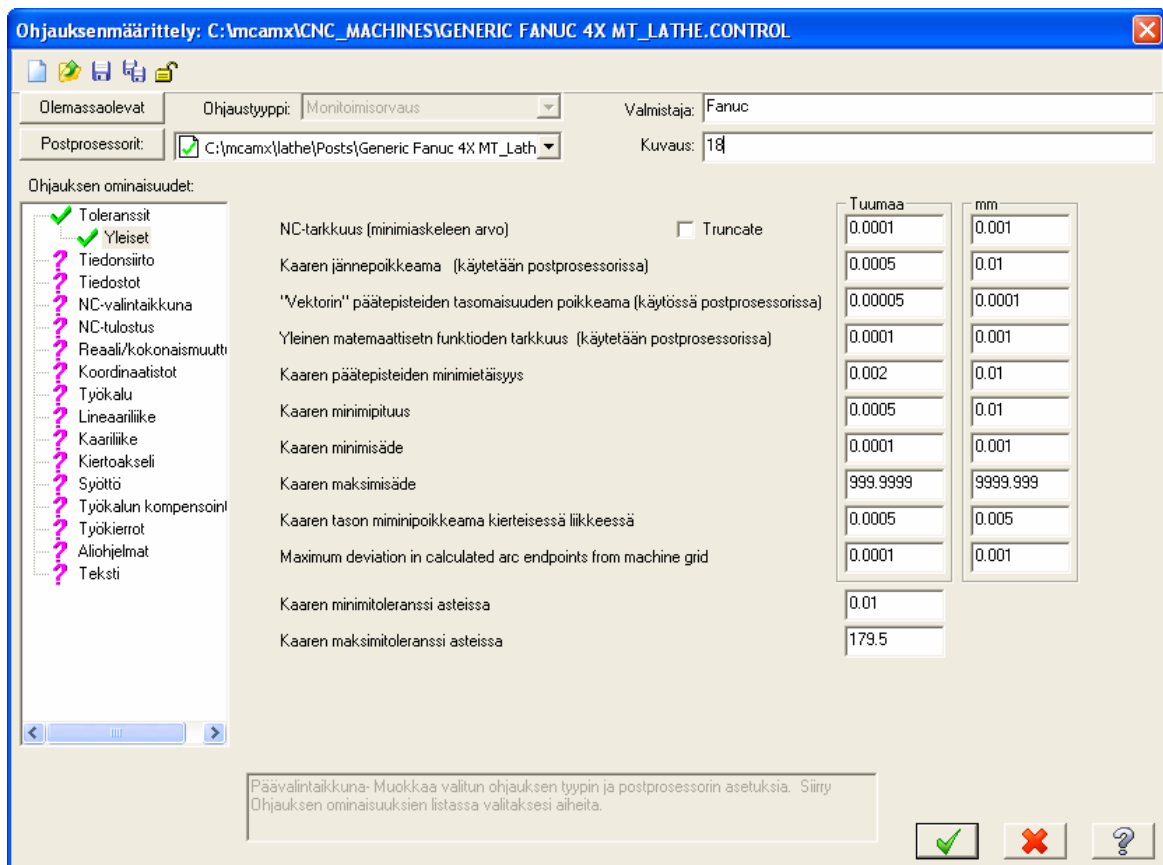 Ohjauksenmäärittely: C:\mcamx\CNC_MACHINES\GENERIC FANUC 4X MT_LATHE.CONTROL
Olemassaolevat Ohjaustyyppi: Monitoimisorvaus Valmistaja: Fanuc
Postprosessorit: C:\mcamx\lathe\Posts\Generic Fanuc 4X MT_Lath Kuvaus: 18
Ohjauksen ominaisuudet:
Toleranssit
Yleiset
Tiedonsiirto
Tiedostot
NC-valintaikkuna
NC-tulostus
Reaali/kokonaismuuttu
Koordinaatistot
Työkalu
Lineaariliike
Kaariliike
Kiertoakseli
Syöttö
Työkalun kompensoint
Työkierrot
Aliohjelmat
Teksti
Tuumaa mm
NC-tarkkuus (minimiaskeleen arvo) Truncate 0.0001 0.001
Kaaren jännepoikkeama (käytetään postprosessorissa) 0.0005 0.01
"Vektorin" päätepisteiden tasomaisuuden poikkeama (käytössä postprosessorissa) 0.00005 0.0001
Yleinen matemaattisetn funktioden tarkkuus (käytetään postprosessorissa) 0.0001 0.001
Kaaren päätepisteiden minimietäisyys 0.002 0.01
Kaaren minimipituus 0.0005 0.01
Kaaren minimisäde 0.0001 0.001
Kaaren maksimisäde 999.9999 9999.999
Kaaren tason miminipoikkeama kierteisessä liikkeessä 0.0005 0.005
Maximum deviation in calculated arc endpoints from machine grid 0.0001 0.001
Kaaren minimitoleranssi asteissa 0.01
Kaaren maksimitoleranssi asteissa 179.5
Päävalintaikkuna- Muokkaa valitun ohjauksen tyypin ja postprosessorin asetuksia. Siirry
Ohjauksen ominaisuuksien listassa valitaksesi aiheita.